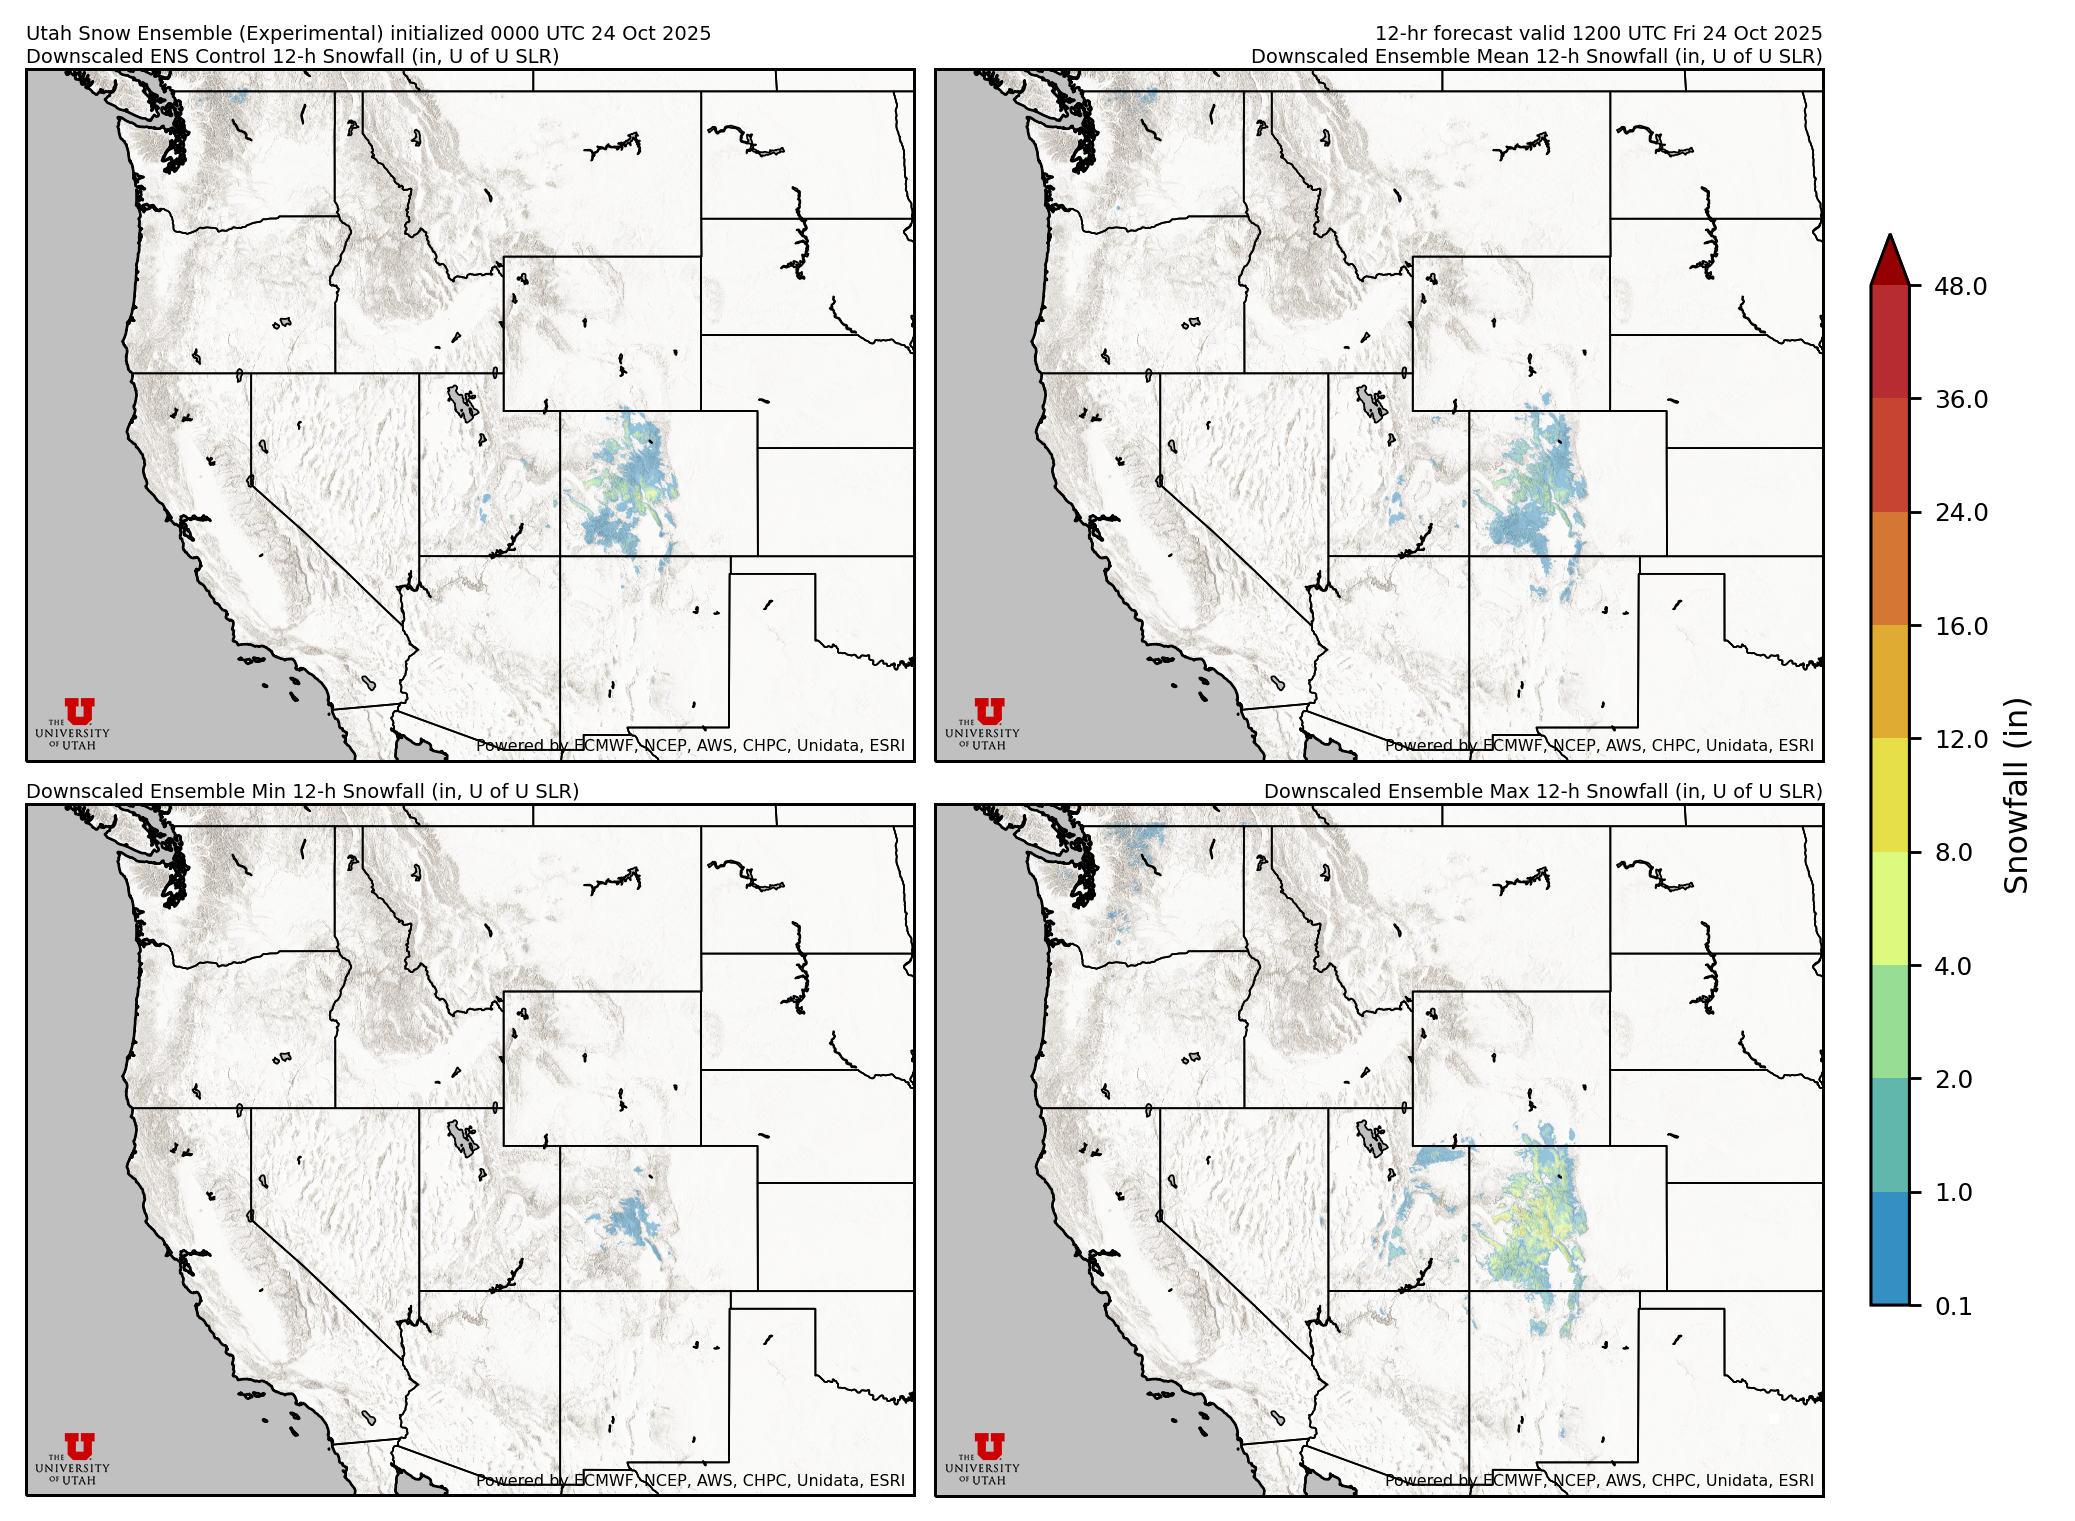 Utah Snow Ensemble (Experimental) initialized 0000 UTC 24 Oct 2025
Downscaled ENS Control 12-h Snowfall (in, U of U SLR)
12-hr forecast valid 1200 UTC Fri 24 Oct 2025
Downscaled Ensemble Mean 12-h Snowfall (in, U of U SLR)
THE
UNIVERSITY
OF UTAH
Powered by ECMWF, NCEP, AWS, CHPC, Unidata, ESRI
THE
UNIVERSITY
OF UTAH
Powered by ECMWF, NCEP, AWS, CHPC, Unidata, ESRI
Downscaled Ensemble Min 12-h Snowfall (in, U of U SLR)
Downscaled Ensemble Max 12-h Snowfall (in, U of U SLR)
THE
UNIVERSITY
OF UTAH
Powered by ECMWF, NCEP, AWS, CHPC, Unidata, ESRI
THE
UNIVERSITY
OF UTAH
Powered by ECMWF, NCEP, AWS, CHPC, Unidata, ESRI
48.0
36.0
24.0
16.0
12.0
8.0
4.0
2.0
1.0
0.1
Snowfall (in)